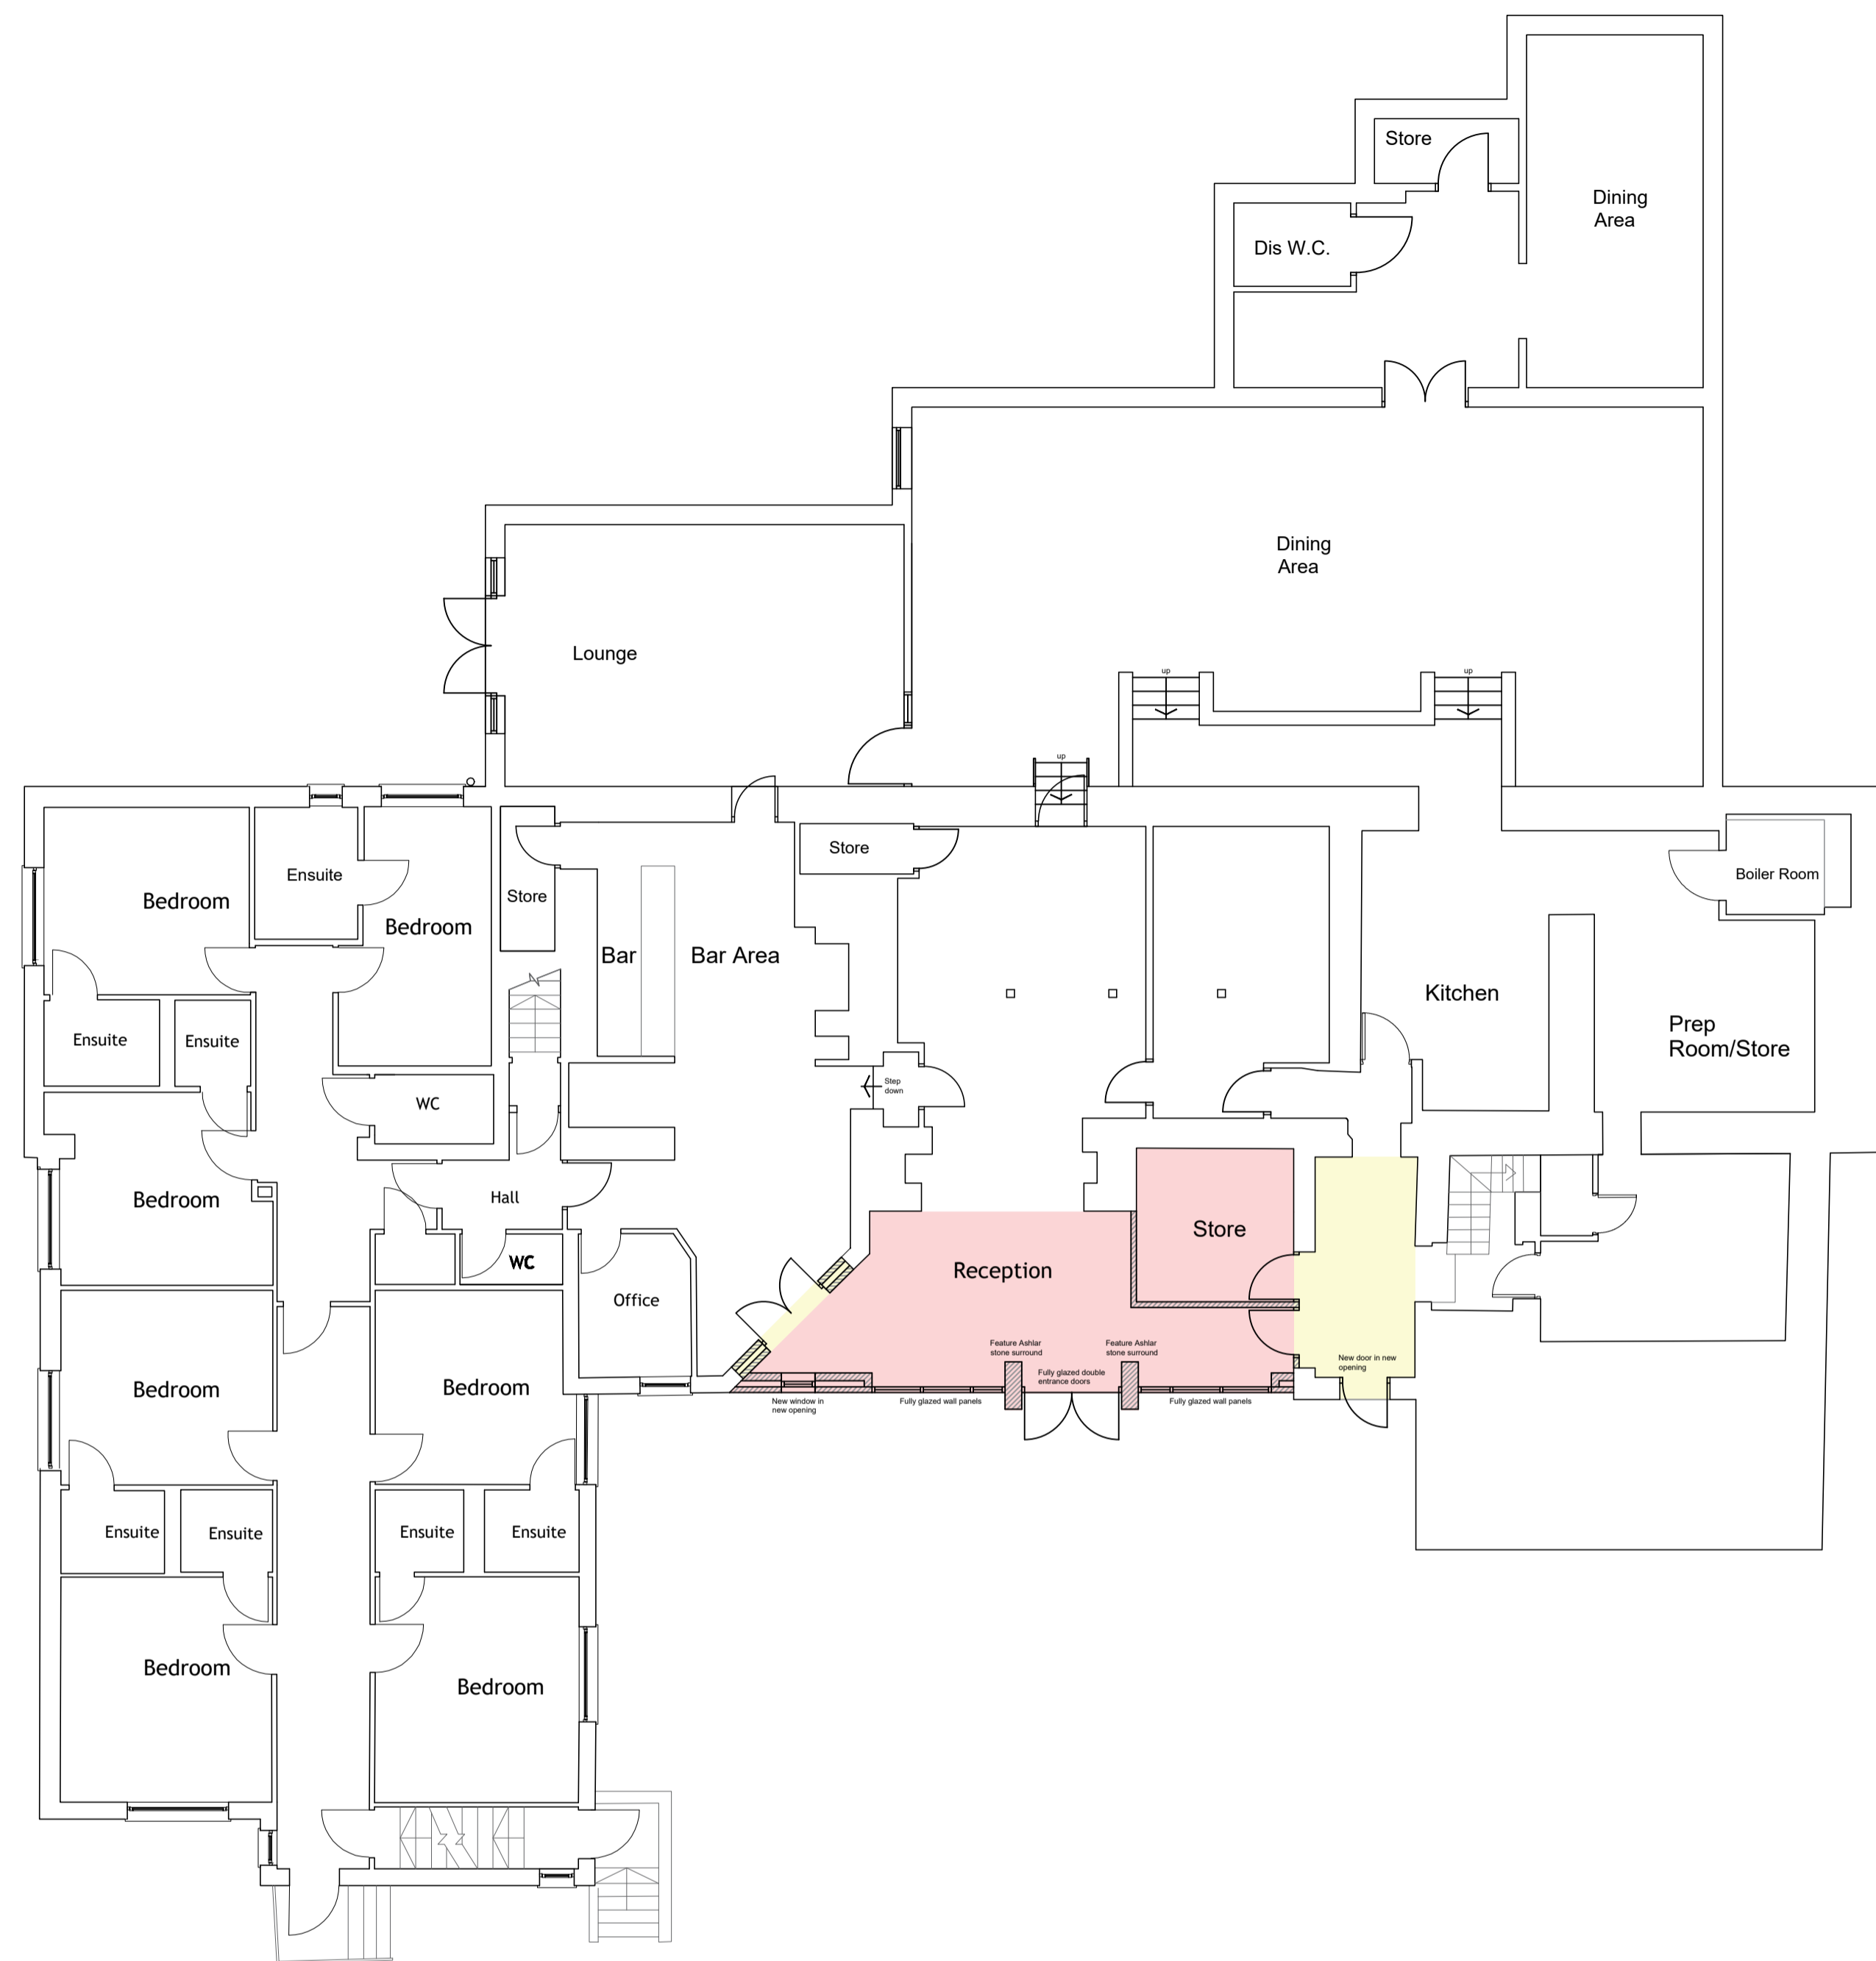 Store
Dining
Area
Dis W.C.
Dining
Area
Lounge
up
up
up
Store
Ensuite
Boiler Room
Bedroom
Store
Bedroom
Bar
Bar Area
Kitchen
Prep
Room/Store
Ensuite
Ensuite
Step
down
WC
Bedroom
Hall
Store
WC
Reception
Office
Feature Ashlar
stone surround
Feature Ashlar
stone surround
New door in new
opening
Fully glazed double
entrance doors
Bedroom
Bedroom
New window in
new opening
Fully glazed wall panels
Fully glazed wall panels
Ensuite
Ensuite
Ensuite
Ensuite
Bedroom
Bedroom